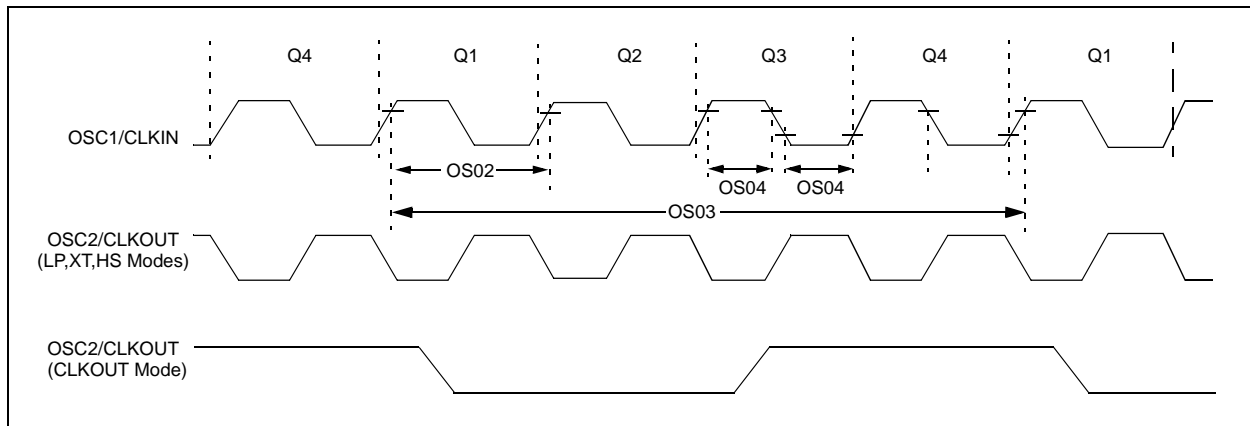 Q4 Q1 Q2 Q3 Q4 Q1
OSC1/CLKIN
OS02
OS04 OS04
OS03
OSC2/CLKOUT
(LP,XT,HS Modes)
OSC2/CLKOUT
(CLKOUT Mode)